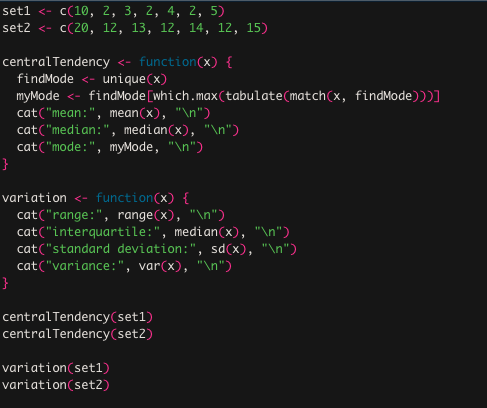 set1 <- c(10, 2, 3, 2, 4, 2, 5)
set2 <- c(20, 12, 13, 12, 14, 12, 15)

centralTendency <- function(x) {
  findMode <- unique(x)
  myMode <- findMode[which.max(tabulate(match(x, findMode)))]
  cat("mean:", mean(x), "\n")
  cat("median:", median(x), "\n")
  cat("mode:", myMode, "\n")
}

variation <- function(x) {
  cat("range:", range(x), "\n")
  cat("interquartile:", median(x), "\n")
  cat("standard deviation:", sd(x), "\n")
  cat("variance:", var(x), "\n")
}

centralTendency(set1)
centralTendency(set2)

variation(set1)
variation(set2)